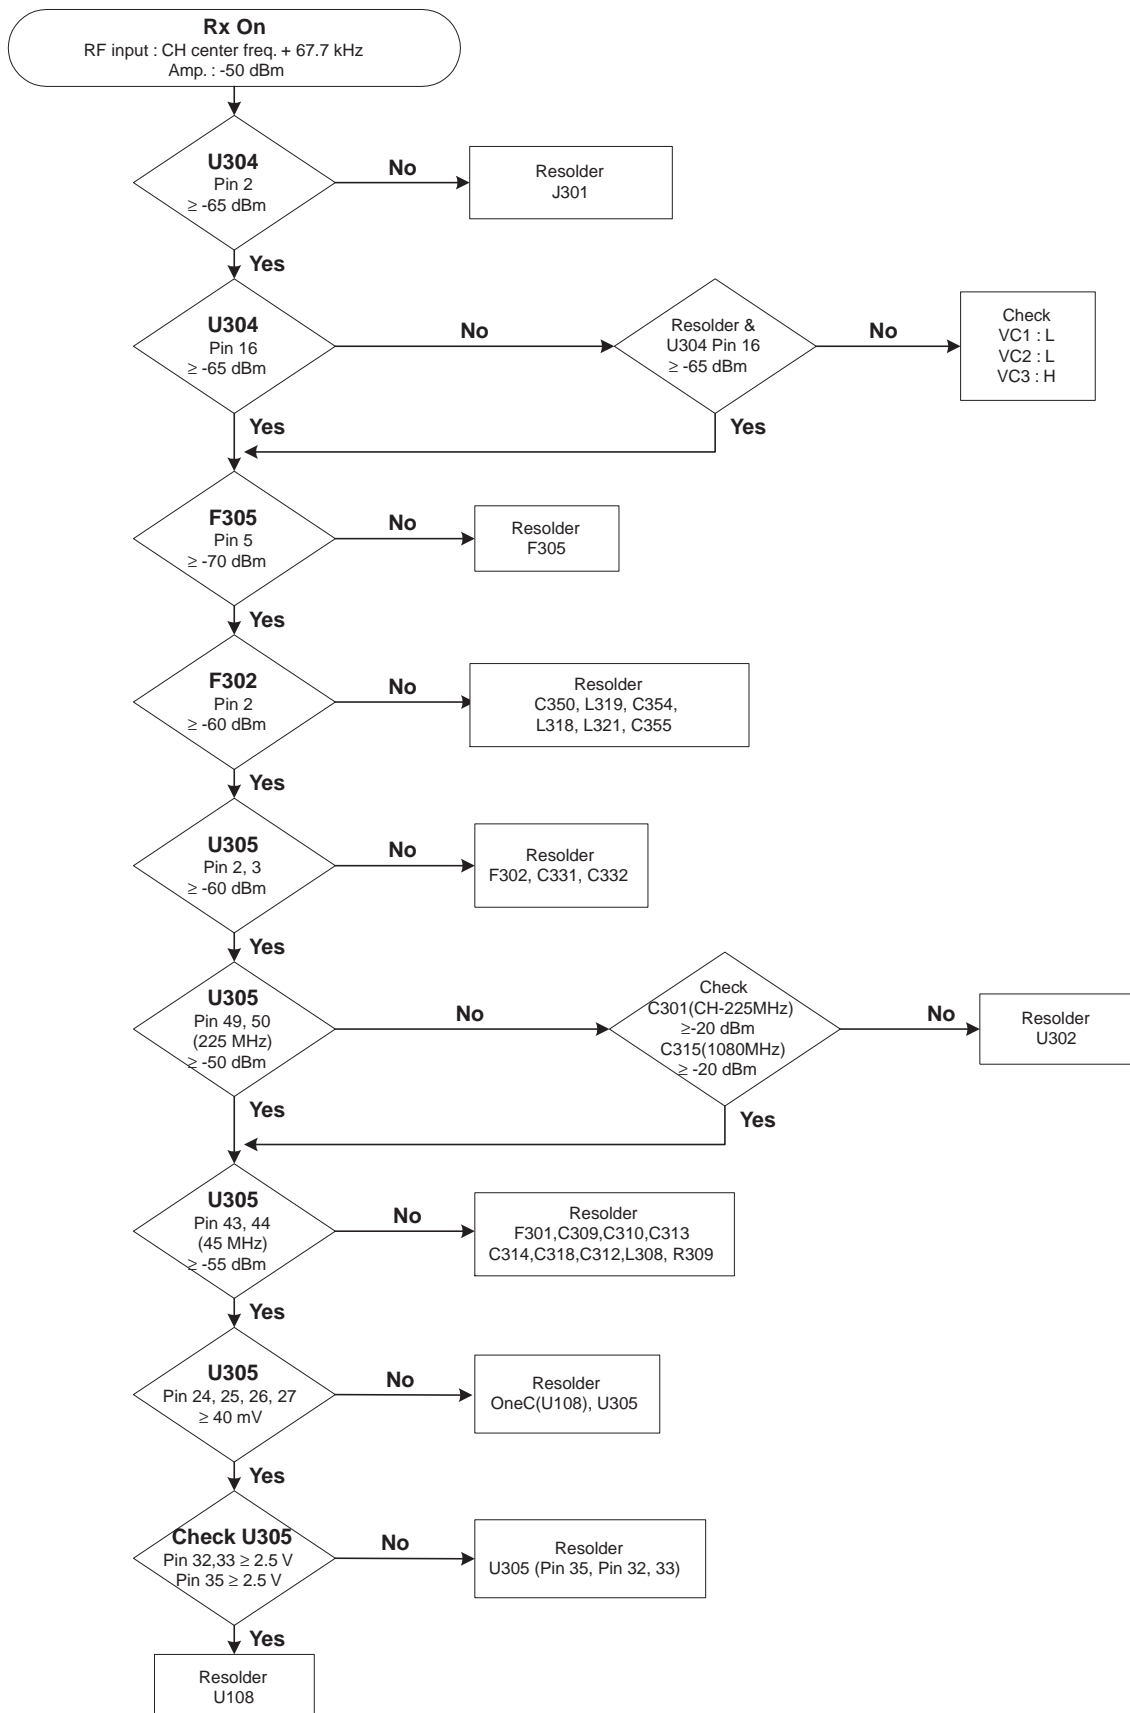 Rx On
RF input : CH center freq. + 67.7 kHz
Amp. : -50 dBm
U304
Pin 2
≥ -65 dBm
No
Resolder
J301
Yes
U304
Pin 16
≥ -65 dBm
No
Resolder &
U304 Pin 16
≥ -65 dBm
No
Check
VC1 : L
VC2 : L
VC3 : H
Yes
Yes
F305
Pin 5
≥ -70 dBm
No
Resolder
F305
Yes
F302
Pin 2
≥ -60 dBm
No
Resolder
C350, L319, C354,
L318, L321, C355
Yes
U305
Pin 2, 3
≥ -60 dBm
No
Resolder
F302, C331, C332
Yes
U305
Pin 49, 50
(225 MHz)
≥ -50 dBm
No
Check
C301(CH-225MHz)
≥-20 dBm
C315(1080MHz)
≥ -20 dBm
No
Resolder
U302
Yes
Yes
U305
Pin 43, 44
(45 MHz)
≥ -55 dBm
No
Resolder
F301,C309,C310,C313
C314,C318,C312,L308, R309
Yes
U305
Pin 24, 25, 26, 27
≥ 40 mV
No
Resolder
OneC(U108), U305
Yes
Check U305
Pin 32,33 ≥ 2.5 V
Pin 35 ≥ 2.5 V
No
Resolder
U305 (Pin 35, Pin 32, 33)
Yes
Resolder
U108